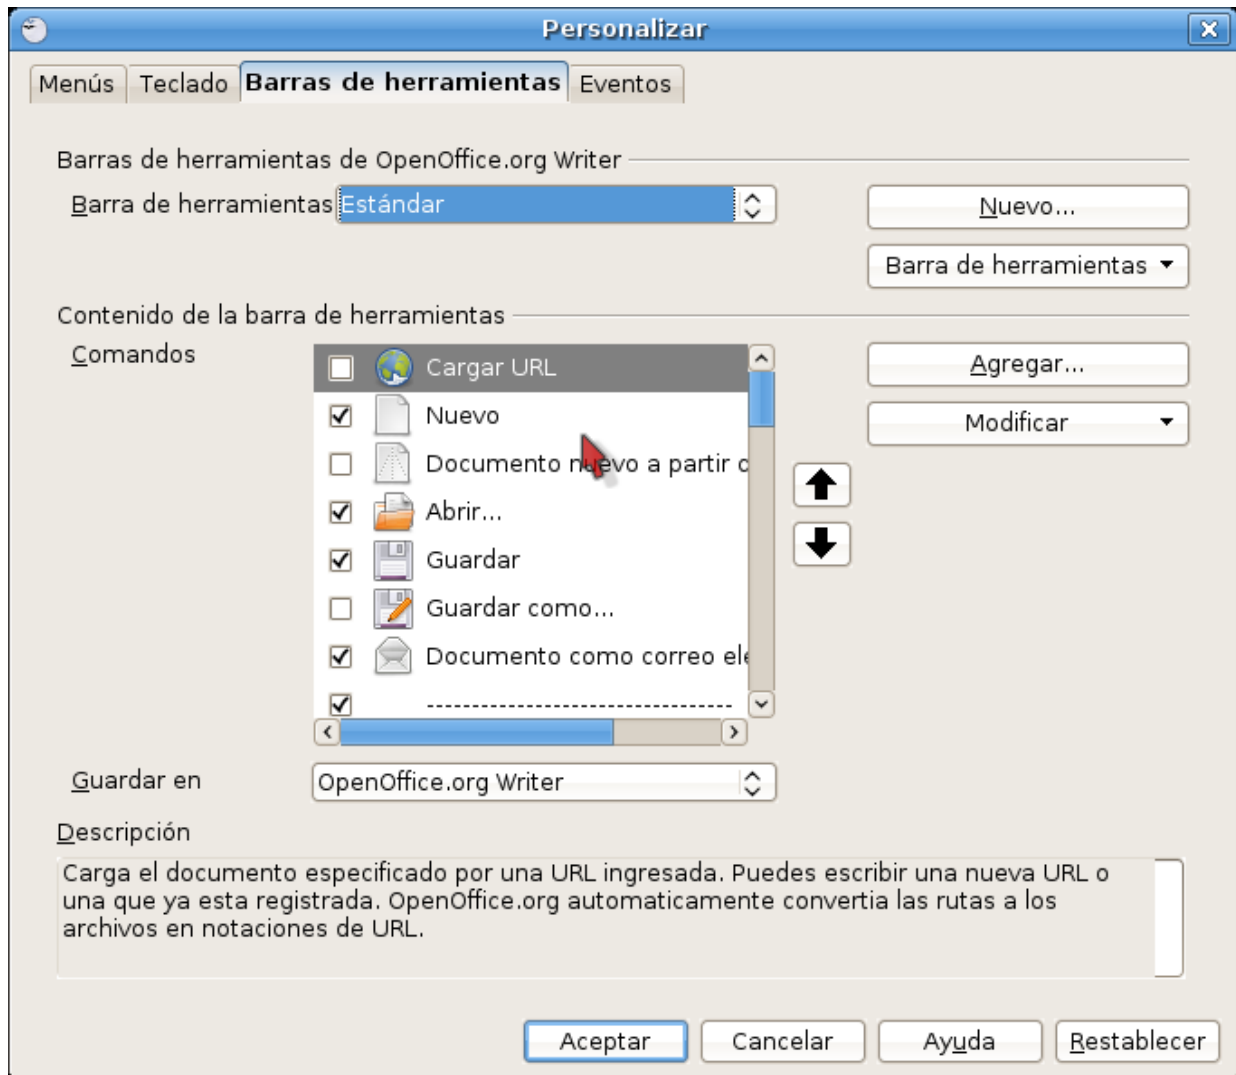 Personalizar
Menús Teclado Barras de herramientas Eventos
Barras de herramientas de OpenOffice.org Writer
Barra de herramientas Estándar Nuevo...
Barra de herramientas
Contenido de la barra de herramientas
Comandos Cargar URL Agregar...
Nuevo Modificar
Documento nuevo a partir
Abrir...
Guardar
Guardar como...
Documento como correo
--------------------------------
Guardar en OpenOffice.org Writer
Descripción
Carga el documento especificado por una URL ingresada. Puedes escribir una nueva URL o
una que ya esta registrada. OpenOffice.org automaticamente convertia las rutas a los
archivos en notaciones de URL.
Aceptar Cancelar Ayuda Restablecer